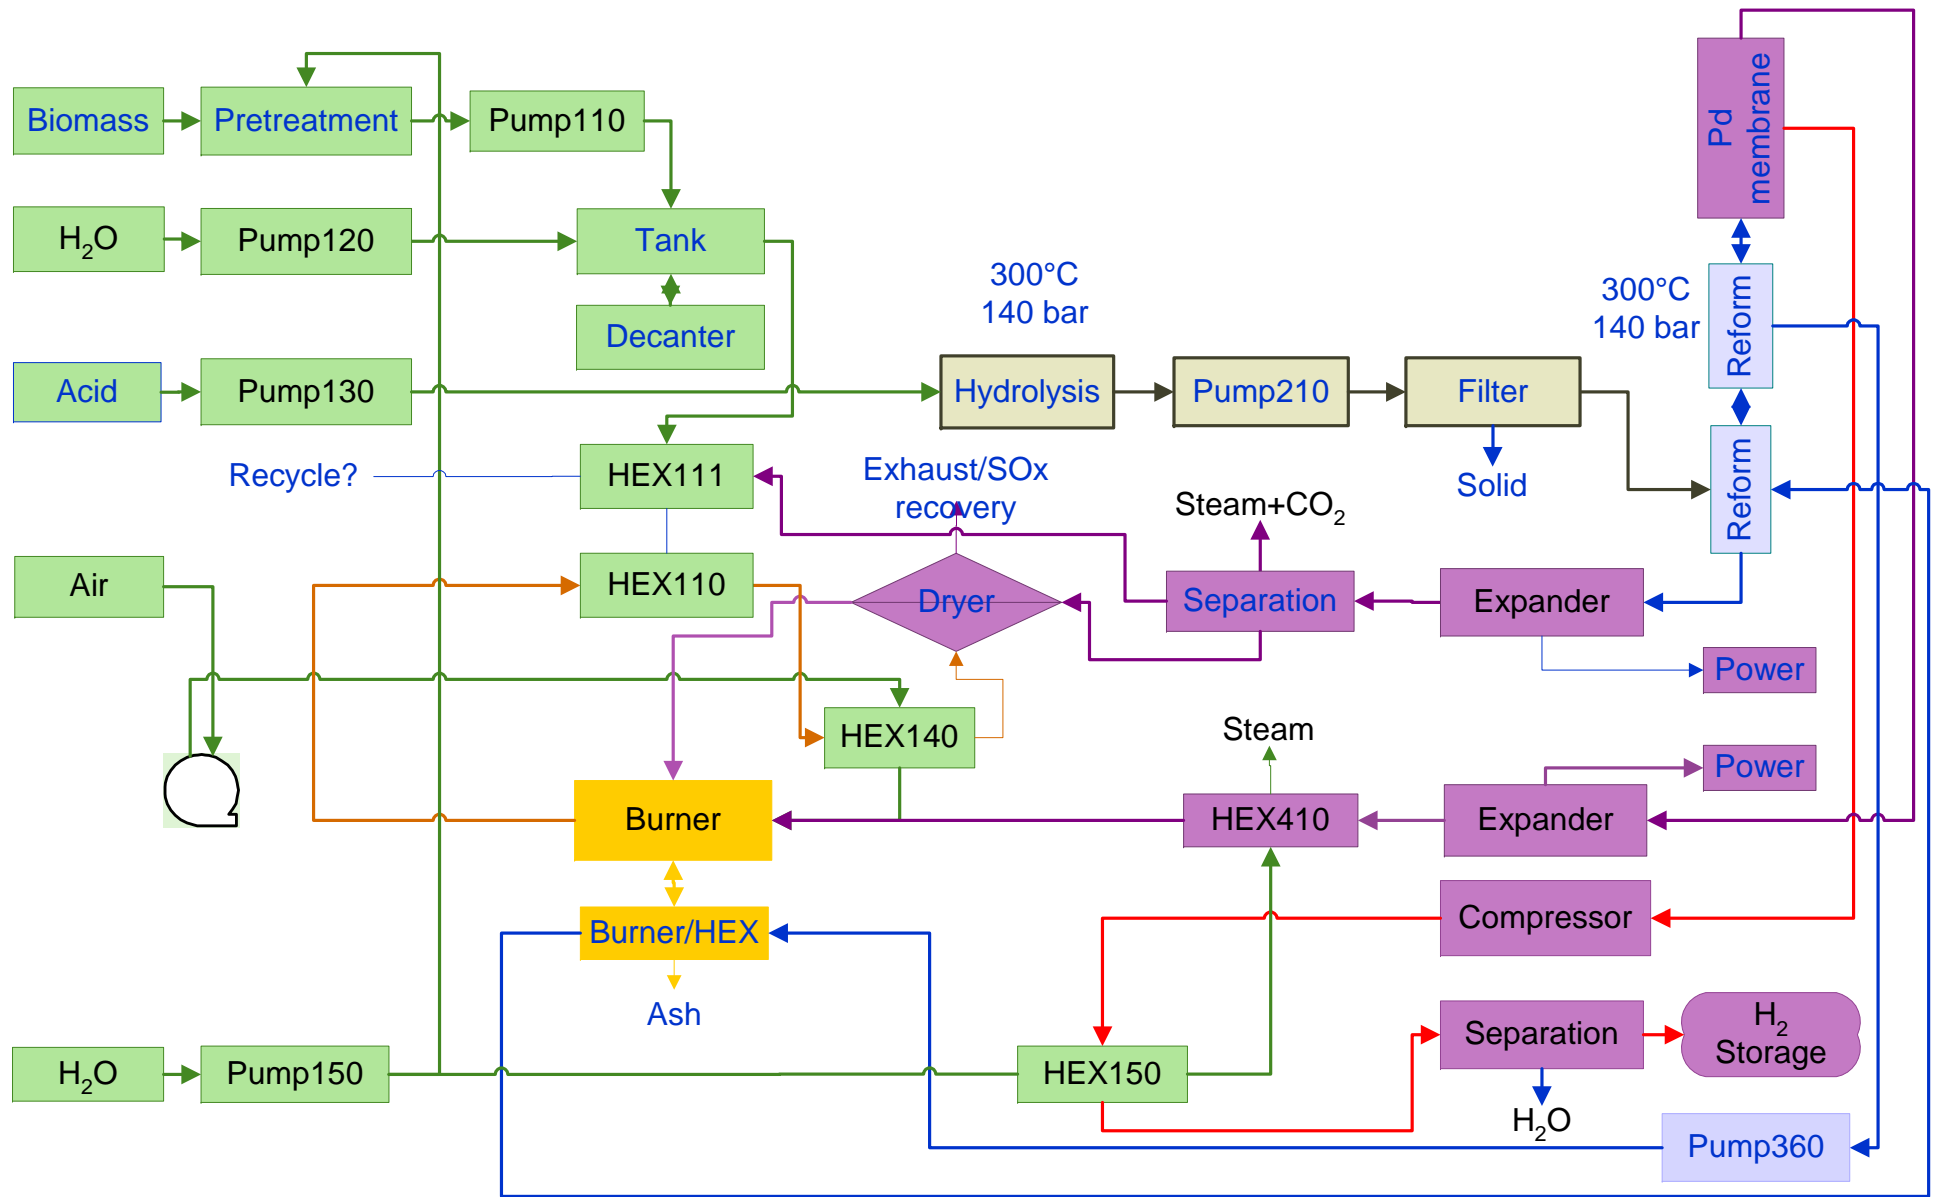 Biomass
Pretreatment
Pump110
Pd
membrane
H₂O
Pump120
Tank
300°C
140 bar
300°C
140 bar
Reform
Decanter
Acid
Pump130
Hydrolysis
Pump210
Filter
Recycle?
HEX111
Exhaust/SOx
recovery
Steam+CO₂
Solid
Reform
Air
HEX110
Dryer
Separation
Expander
Power
HEX140
Steam
Power
Burner
HEX410
Expander
Burner/HEX
Compressor
Ash
H₂O
Pump150
HEX150
Separation
H₂
Storage
H₂O
Pump360